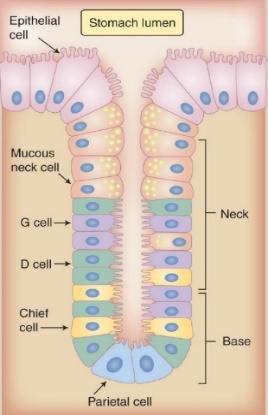 Epithelial
cell
Stomach lumen
Mucous
neck cell
G cell
D cell
Chief
cell
Parietal cell
Neck
Base